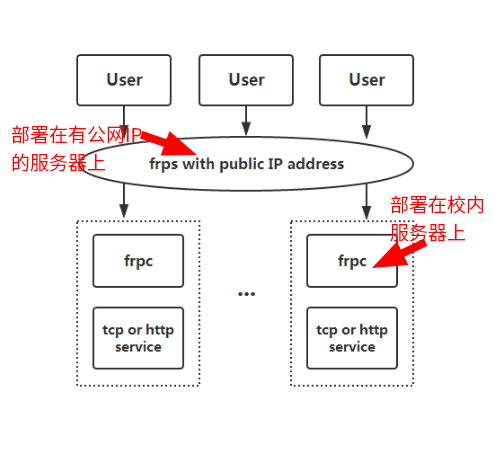 User
User
User
部署在有公网IP
的服务器上
frps with public IP address
部署在校内
服务器上
frpc
...
frpc
tcp or http
service
tcp or http
service